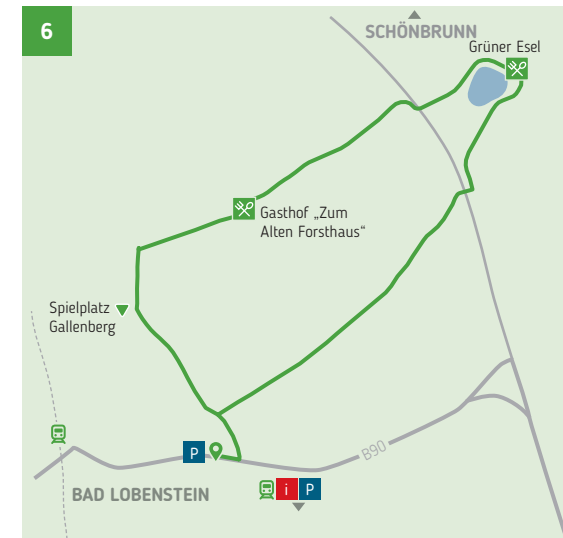 6
SCHÖNBRUNN
Grüner Esel
Gasthof „Zum
Alten Forsthaus“
Spielplatz
Gallenberg
P
B90
BAD LOBENSTEIN
i P